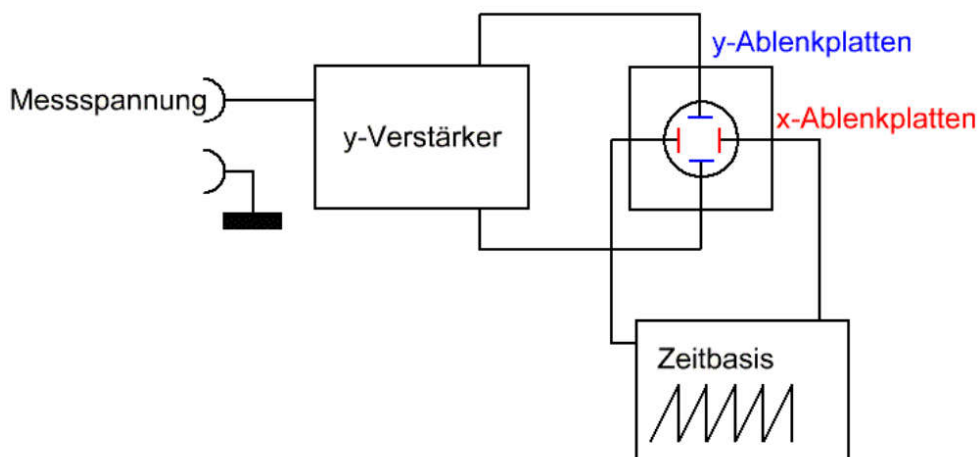 y-Ablenkplatten
Messspannung
x-Ablenkplatten
y-Verstärker
Zeitbasis